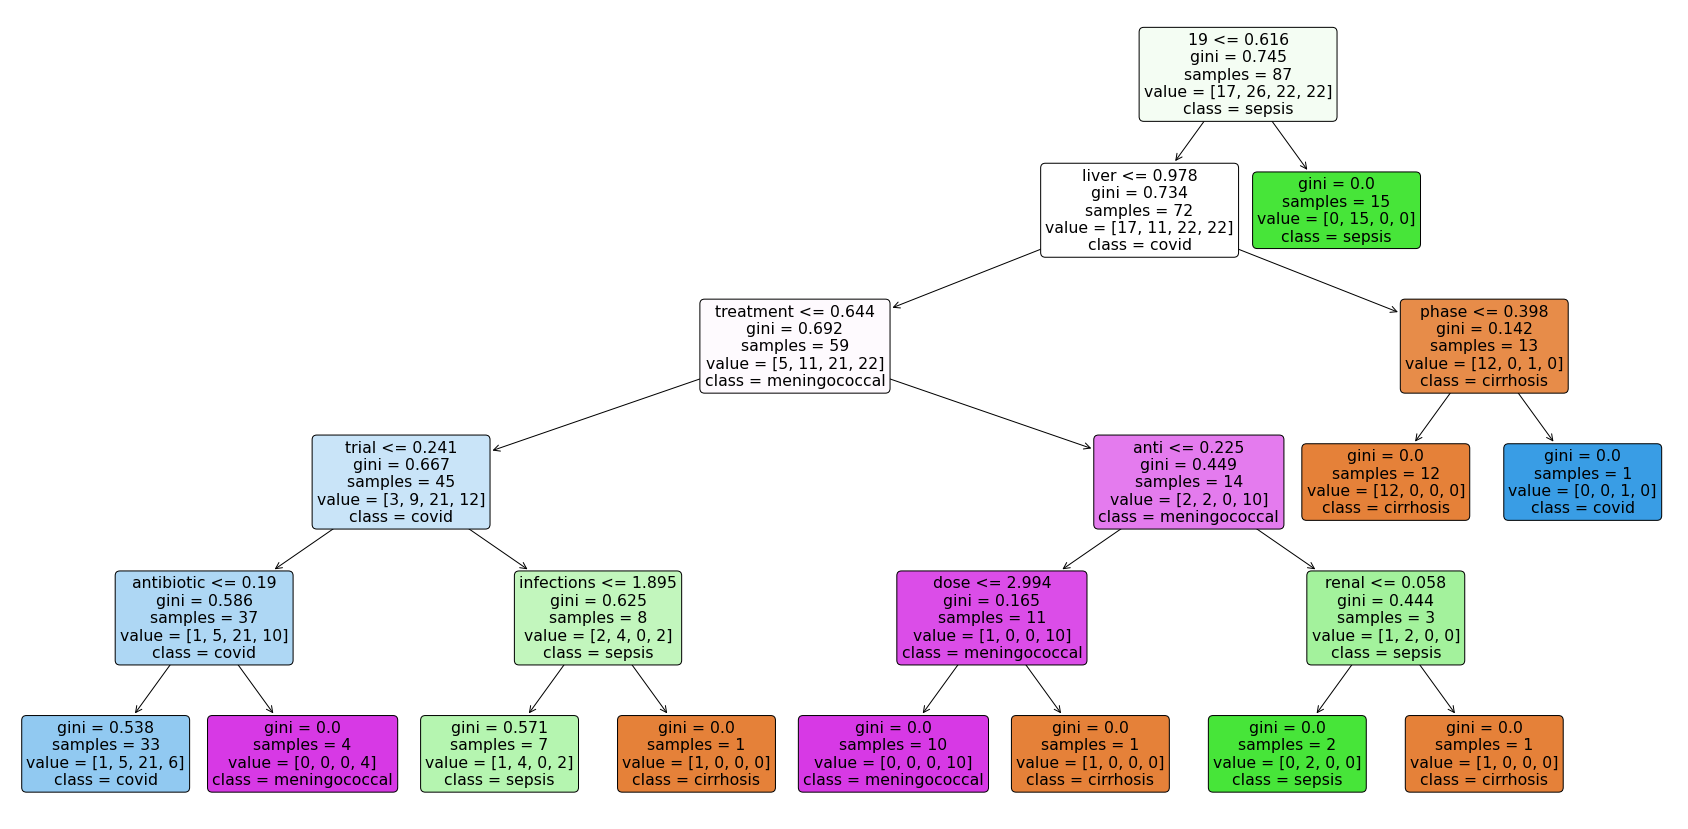 19 <= 0.616
gini = 0.745
samples = 87
value = [17, 26, 22, 22]
class = sepsis
liver <= 0.978
gini = 0.734
samples = 72
value = [17, 11, 22, 22]
class = covid
gini = 0.0
samples = 15
value = [0, 15, 0, 0]
class = sepsis
treatment <= 0.644
gini = 0.692
samples = 59
value = [5, 11, 21, 22]
class = meningococcal
phase <= 0.398
gini = 0.142
samples = 13
value = [12, 0, 1, 0]
class = cirrhosis
trial <= 0.241
gini = 0.667
samples = 45
value = [3, 9, 21, 12]
class = covid
anti <= 0.225
gini = 0.449
samples = 14
value = [2, 2, 0, 10]
class = meningococcal
gini = 0.0
samples = 12
value = [12, 0, 0, 0]
class = cirrhosis
gini = 0.0
samples = 1
value = [0, 0, 1, 0]
class = covid
antibiotic <= 0.19
gini = 0.586
samples = 37
value = [1, 5, 21, 10]
class = covid
infections <= 1.895
gini = 0.625
samples = 8
value = [2, 4, 0, 2]
class = sepsis
dose <= 2.994
gini = 0.165
samples = 11
value = [1, 0, 0, 10]
class = meningococcal
renal <= 0.058
gini = 0.444
samples = 3
value = [1, 2, 0, 0]
class = sepsis
gini = 0.538
samples = 33
value = [1, 5, 21, 6]
class = covid
gini = 0.0
samples = 4
value = [0, 0, 0, 4]
class = meningococcal
gini = 0.571
samples = 7
value = [1, 4, 0, 2]
class = sepsis
gini = 0.0
samples = 1
value = [1, 0, 0, 0]
class = cirrhosis
gini = 0.0
samples = 10
value = [0, 0, 0, 10]
class = meningococcal
gini = 0.0
samples = 1
value = [1, 0, 0, 0]
class = cirrhosis
gini = 0.0
samples = 2
value = [0, 2, 0, 0]
class = sepsis
gini = 0.0
samples = 1
value = [1, 0, 0, 0]
class = cirrhosis